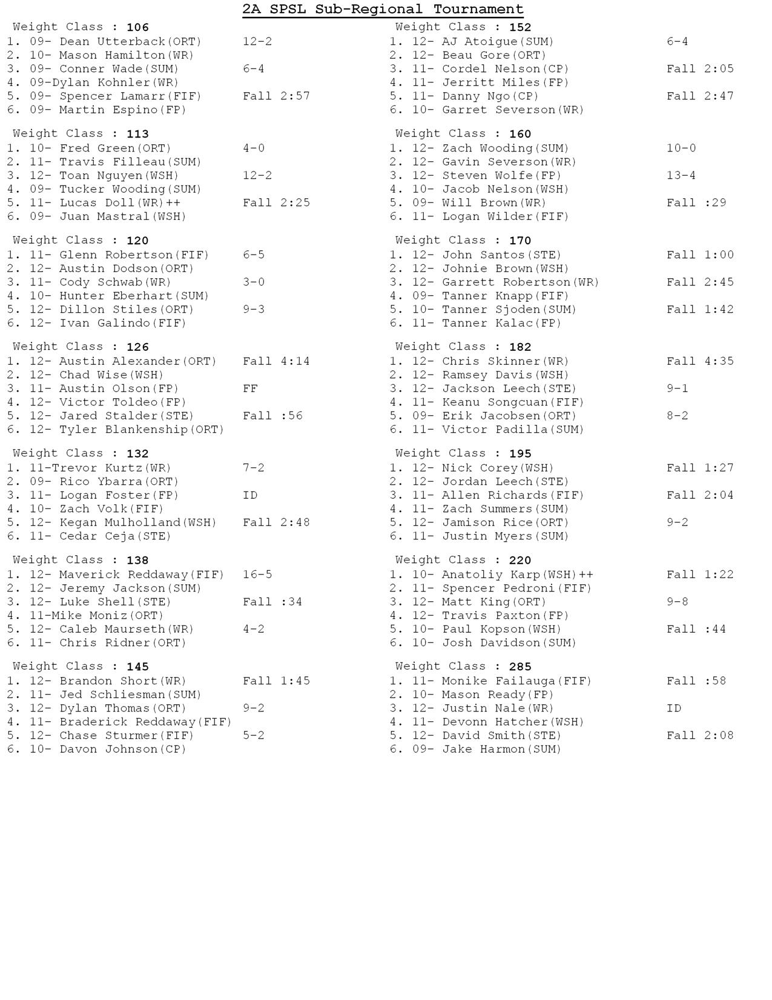 2A SPSL Sub-Regional Tournament
Weight Class : 106
1. 09- Dean Utterback(ORT) 12-2
2. 10- Mason Hamilton(WR)
3. 09- Conner Wade(SUM) 6-4
4. 09-Dylan Kohnler(WR)
5. 09- Spencer Lamarr(FIF) Fall 2:57
6. 09- Martin Espino(FP)
Weight Class : 113
1. 10- Fred Green(ORT) 4-0
2. 11- Travis Filleau(SUM)
3. 12- Toan Nguyen(WSH) 12-2
4. 09- Tucker Wooding(SUM)
5. 11- Lucas Doll(WR)++ Fall 2:25
6. 09- Juan Mastral(WSH)
Weight Class : 120
1. 11- Glenn Robertson(FIF) 6-5
2. 12- Austin Dodson(ORT)
3. 11- Cody Schwab(WR) 3-0
4. 10- Hunter Eberhart(SUM)
5. 12- Dillon Stiles(ORT) 9-3
6. 12- Ivan Galindo(FIF)
Weight Class : 126
1. 12- Austin Alexander(ORT) Fall 4:14
2. 12- Chad Wise(WSH)
3. 11- Austin Olson(FP) FF
4. 12- Victor Toldeo(FP)
5. 12- Jared Stalder(STE) Fall :56
6. 12- Tyler Blankenship(ORT)
Weight Class : 132
1. 11-Trevor Kurtz(WR) 7-2
2. 09- Rico Ybarra(ORT)
3. 11- Logan Foster(FP) ID
4. 10- Zach Volk(FIF)
5. 12- Kegan Mulholland(WSH) Fall 2:48
6. 11- Cedar Ceja(STE)
Weight Class : 138
1. 12- Maverick Reddaway(FIF) 16-5
2. 12- Jeremy Jackson(SUM)
3. 12- Luke Shell(STE) Fall :34
4. 11-Mike Moniz(ORT)
5. 12- Caleb Maurseth(WR) 4-2
6. 11- Chris Ridner(ORT)
Weight Class : 145
1. 12- Brandon Short(WR) Fall 1:45
2. 11- Jed Schliesman(SUM)
3. 12- Dylan Thomas(ORT) 9-2
4. 11- Braderick Reddaway(FIF)
5. 12- Chase Sturmer(FIF) 5-2
6. 10- Davon Johnson(CP)
Weight Class : 152
1. 12- AJ Atoigue(SUM) 6-4
2. 12- Beau Gore(ORT)
3. 11- Cordel Nelson(CP) Fall 2:05
4. 11- Jerritt Miles(FP)
5. 11- Danny Ngo(CP) Fall 2:47
6. 10- Garret Severson(WR)
Weight Class : 160
1. 12- Zach Wooding(SUM) 10-0
2. 12- Gavin Severson(WR)
3. 12- Steven Wolfe(FP) 13-4
4. 10- Jacob Nelson(WSH)
5. 09- Will Brown(WR) Fall :29
6. 11- Logan Wilder(FIF)
Weight Class : 170
1. 12- John Santos(STE) Fall 1:00
2. 12- Johnie Brown(WSH)
3. 12- Garrett Robertson(WR) Fall 2:45
4. 09- Tanner Knapp(FIF)
5. 10- Tanner Sjoden(SUM) Fall 1:42
6. 11- Tanner Kalac(FP)
Weight Class : 182
1. 12- Chris Skinner(WR) Fall 4:35
2. 12- Ramsey Davis(WSH)
3. 12- Jackson Leech(STE) 9-1
4. 11- Keanu Songcuan(FIF)
5. 09- Erik Jacobsen(ORT) 8-2
6. 11- Victor Padilla(SUM)
Weight Class : 195
1. 12- Nick Corey(WSH) Fall 1:27
2. 12- Jordan Leech(STE)
3. 11- Allen Richards(FIF) Fall 2:04
4. 11- Zach Summers(SUM)
5. 12- Jamison Rice(ORT) 9-2
6. 11- Justin Myers(SUM)
Weight Class : 220
1. 10- Anatoliy Karp(WSH)++ Fall 1:22
2. 11- Spencer Pedroni(FIF)
3. 12- Matt King(ORT) 9-8
4. 12- Travis Paxton(FP)
5. 10- Paul Kopson(WSH) Fall :44
6. 10- Josh Davidson(SUM)
Weight Class : 285
1. 11- Monike Failauga(FIF) Fall :58
2. 10- Mason Ready(FP)
3. 12- Justin Nale(WR) ID
4. 11- Devonn Hatcher(WSH)
5. 12- David Smith(STE) Fall 2:08
6. 09- Jake Harmon(SUM)